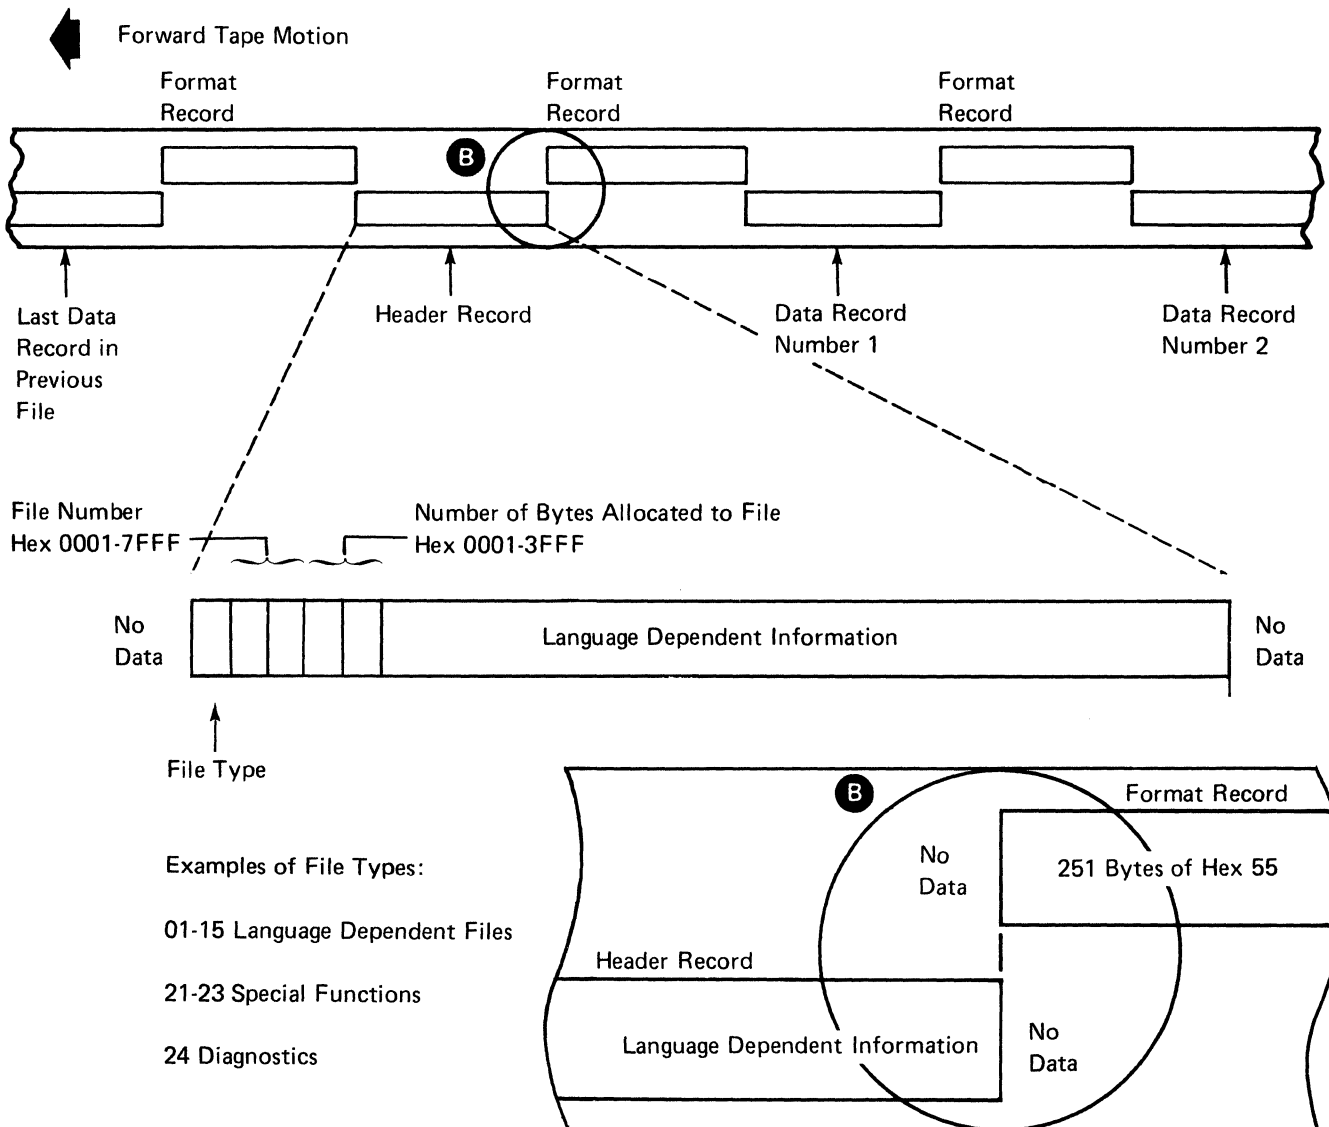 Forward Tape Motion
Format
Record
Format
Record
Format
Record
B
Last Data
Record in
Previous
File
Header Record
Data Record
Number 1
Data Record
Number 2
File Number
Hex 0001-7FFF
Number of Bytes Allocated to File
Hex 0001-3FFF
No
Data
Language Dependent Information
No
Data
File Type
B
Format Record
No
Data
251 Bytes of Hex 55
Examples of File Types:
01-15 Language Dependent Files
21-23 Special Functions
24 Diagnostics
Header Record
Language Dependent Information
No
Data